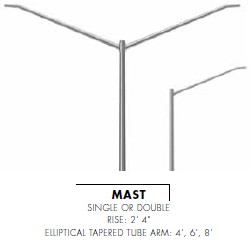 MAST
SINGLE OR DOUBLE
RISE: 2' 4"
ELLIPTICAL TAPERED TUBE ARM: 4', 6', 8'